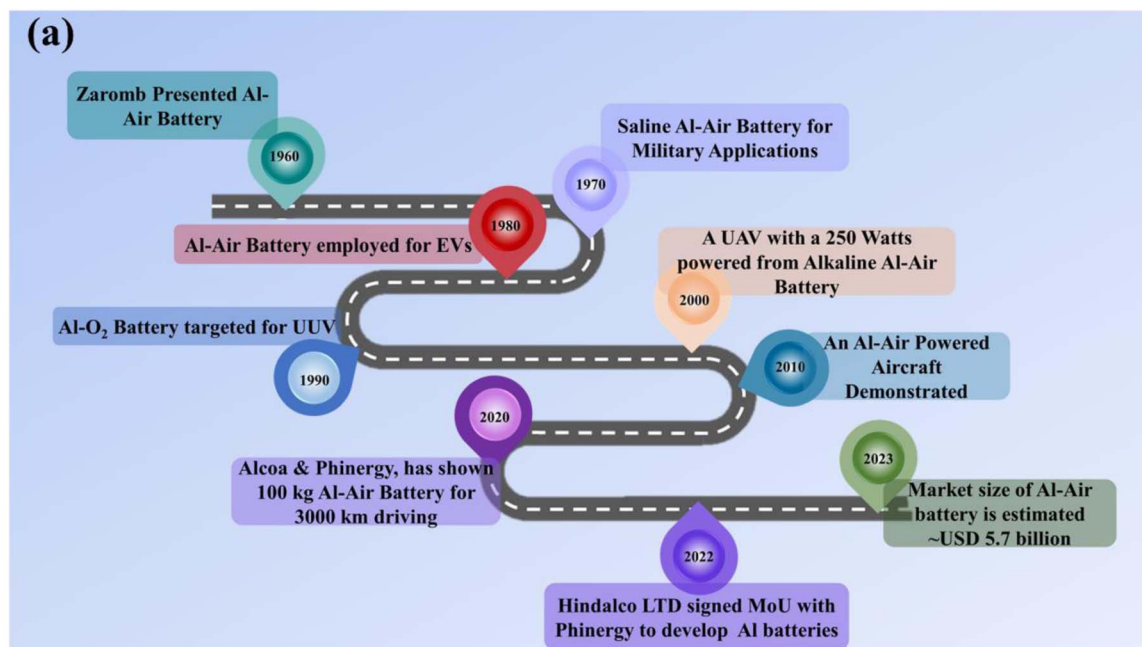 (a)
Zaromb Presented Al-
Air Battery
1960
Saline Al-Air Battery for
Military Applications
1970
Al-Air Battery employed for EVs
1980
Al-O₂ Battery targeted for UUV
1990
A UAV with a 250 Watts
powered from Alkaline Al-Air
Battery
2000
2010
An Al-Air Powered
Aircraft
Demonstrated
2020
Alcoa & Phinergy, has shown
100 kg Al-Air Battery for
3000 km driving
2022
Hindalco LTD signed MoU with
Phinergy to develop Al batteries
2023
Market size of Al-Air
battery is estimated
~USD 5.7 billion